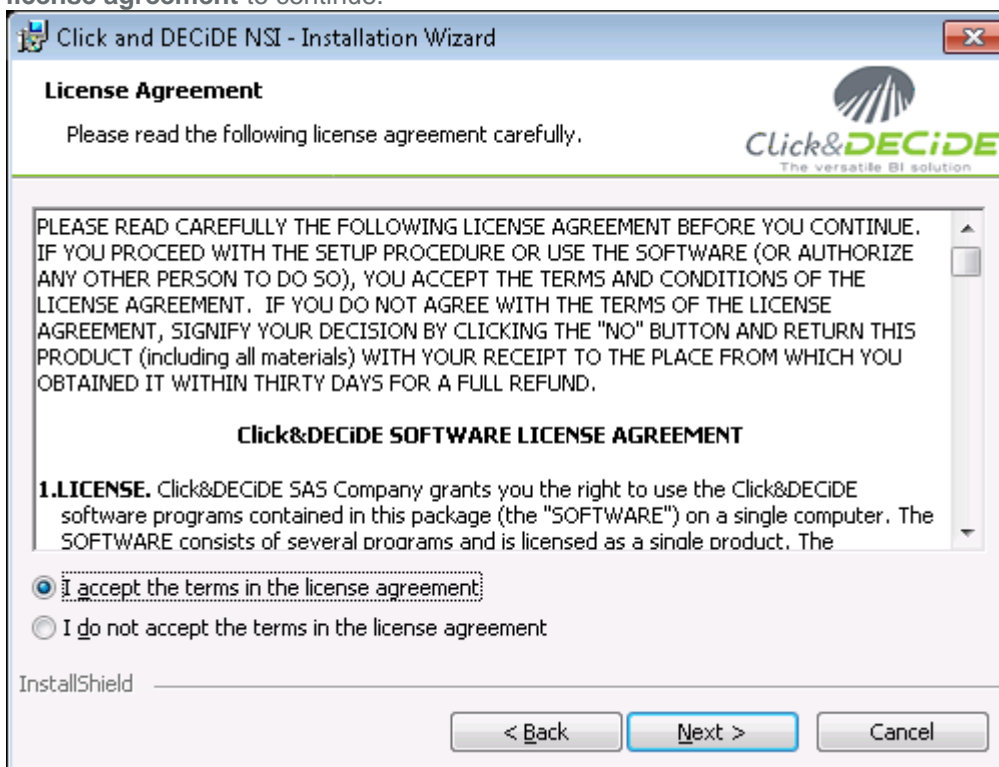 license agreement to continue.
Click and DECiDE NSI - Installation Wizard
License Agreement
Please read the following license agreement carefully.
Click&DECiDE
The versatile BI solution
PLEASE READ CAREFULLY THE FOLLOWING LICENSE AGREEMENT BEFORE YOU CONTINUE.
IF YOU PROCEED WITH THE SETUP PROCEDURE OR USE THE SOFTWARE (OR AUTHORIZE
ANY OTHER PERSON TO DO SO), YOU ACCEPT THE TERMS AND CONDITIONS OF THE
LICENSE AGREEMENT.  IF YOU DO NOT AGREE WITH THE TERMS OF THE LICENSE
AGREEMENT, SIGNIFY YOUR DECISION BY CLICKING THE "NO" BUTTON AND RETURN THIS
PRODUCT (including all materials) WITH YOUR RECEIPT TO THE PLACE FROM WHICH YOU
OBTAINED IT WITHIN THIRTY DAYS FOR A FULL REFUND.
Click&DECiDE SOFTWARE LICENSE AGREEMENT
1.LICENSE. Click&DECiDE SAS Company grants you the right to use the Click&DECiDE
software programs contained in this package (the "SOFTWARE") on a single computer. The
SOFTWARE consists of several programs and is licensed as a single product. The
I accept the terms in the license agreement
I do not accept the terms in the license agreement
InstallShield
< Back
Next >
Cancel